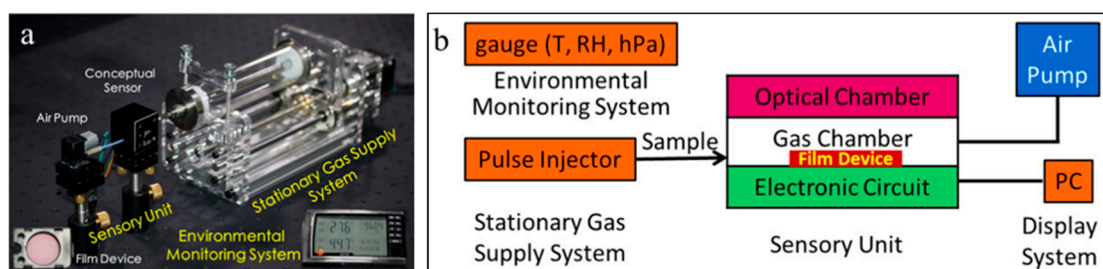 a
Conceptual
Sensor
Air Pump
Stationary Gas Supply
System
Sensory Unit
Environmental
Monitoring System
Film Device
b
gauge (T, RH, hPa)
Environmental
Monitoring System
Pulse Injector
Sample
Stationary Gas
Supply System
Optical Chamber
Gas Chamber
Film Device
Electronic Circuit
Sensory Unit
Air
Pump
PC
Display
System